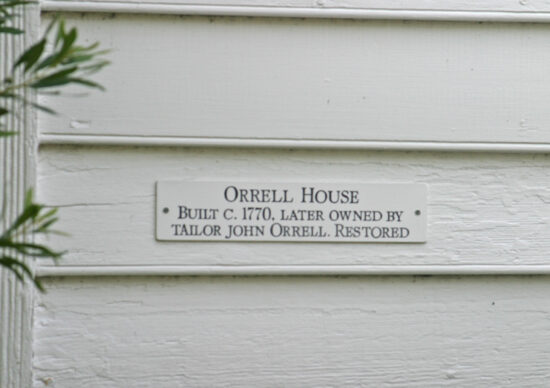 Orrell House
Built c. 1770, later owned by
tailor John Orrell. Restored